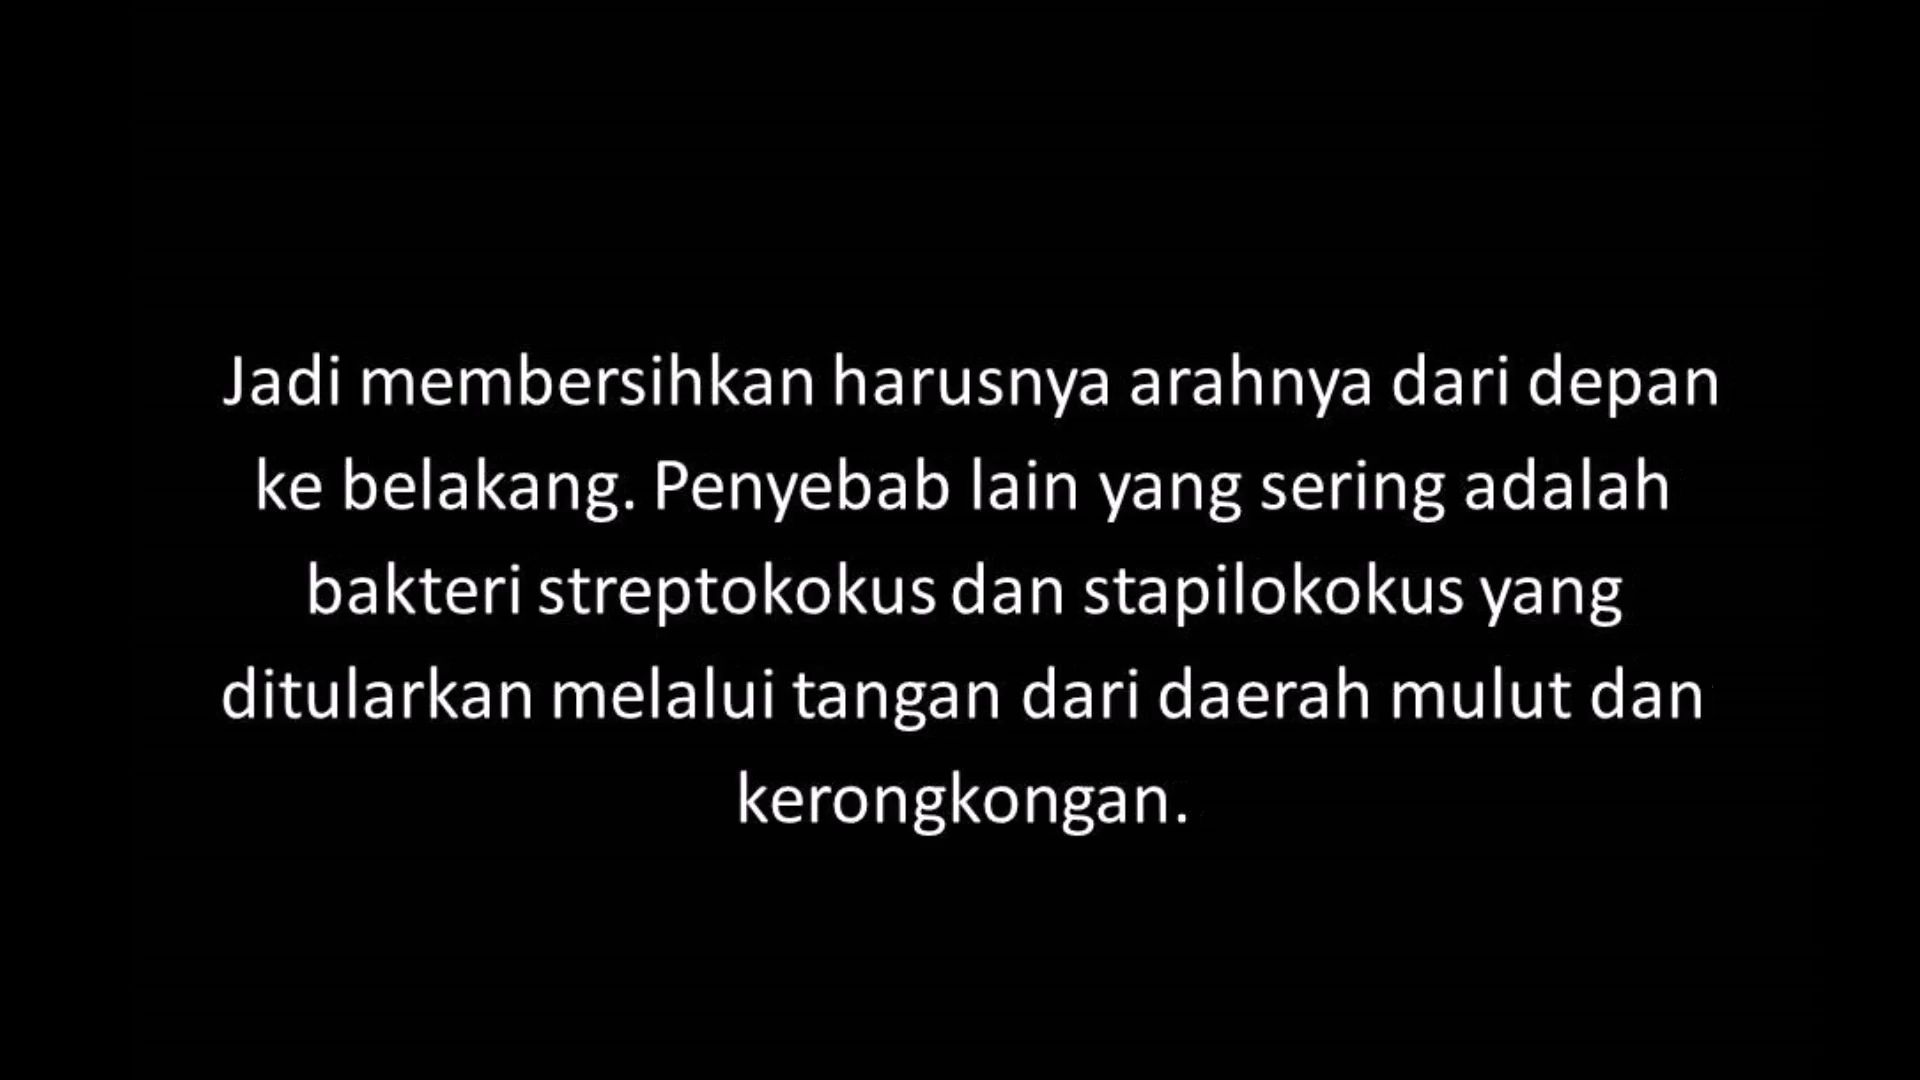 Jadi membersihkan harusnya arahnya dari depan
ke belakang. Penyebab lain yang sering adalah
bakteri streptokokus dan stapilokokus yang
ditularkan melalui tangan dari daerah mulut dan
kerongkongan.